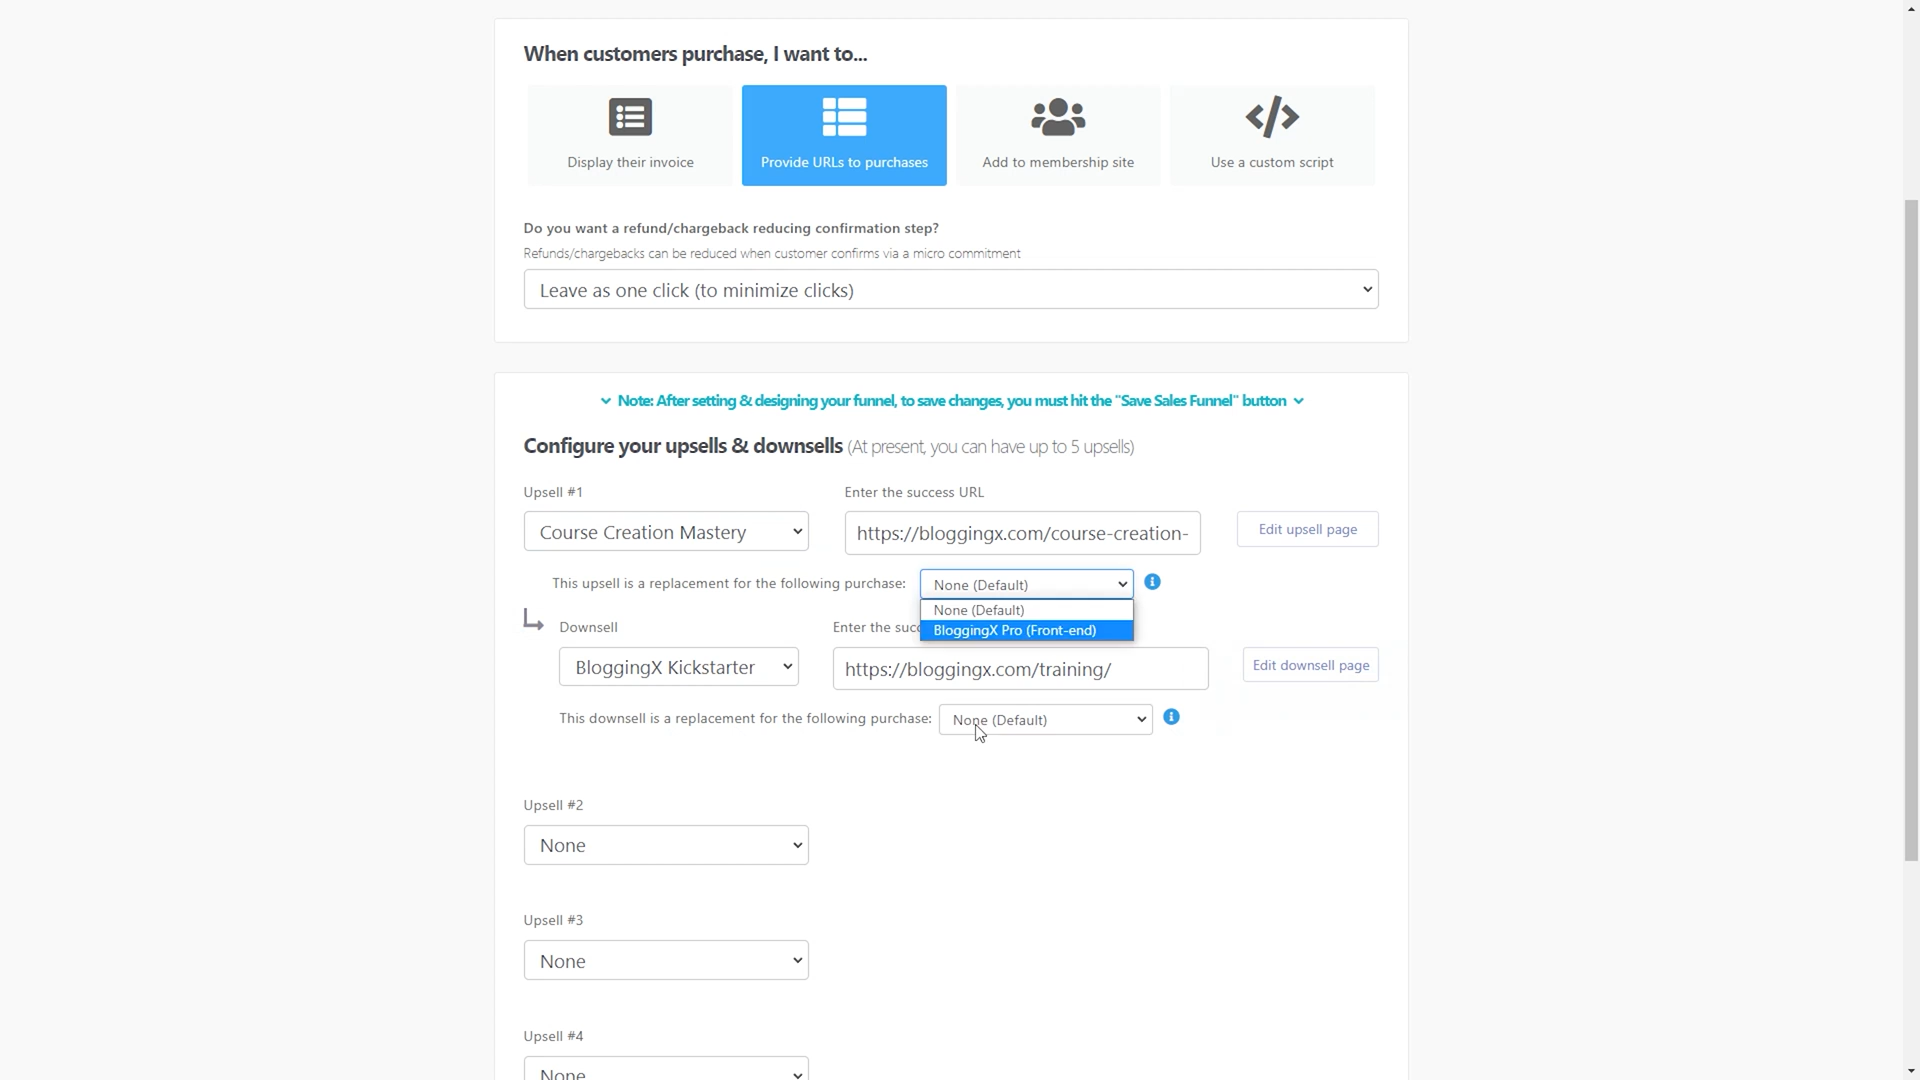 When customers purchase, I want to...
Display their invoice
Provide URLs to purchases
Add to membership site
Use a custom script
Do you want a refund/chargeback reducing confirmation step?
Refunds/chargebacks can be reduced when customer confirms via a micro commitment
Leave as one click (to minimize clicks)
Note: After setting & designing your funnel, to save changes, you must hit the "Save Sales Funnel" button
Configure your upsells & downsells (At present, you can have up to 5 upsells)
Upsell #1
Enter the success URL
Course Creation Mastery
https://bloggingx.com/course-creation-
Edit upsell page
This upsell is a replacement for the following purchase:
None (Default)
None (Default)
BloggingX Pro (Front-end)
Downsell
Enter the suc
BloggingX Kickstarter
https://bloggingx.com/training/
Edit downsell page
This downsell is a replacement for the following purchase:
None (Default)
Upsell #2
None
Upsell #3
None
Upsell #4
None